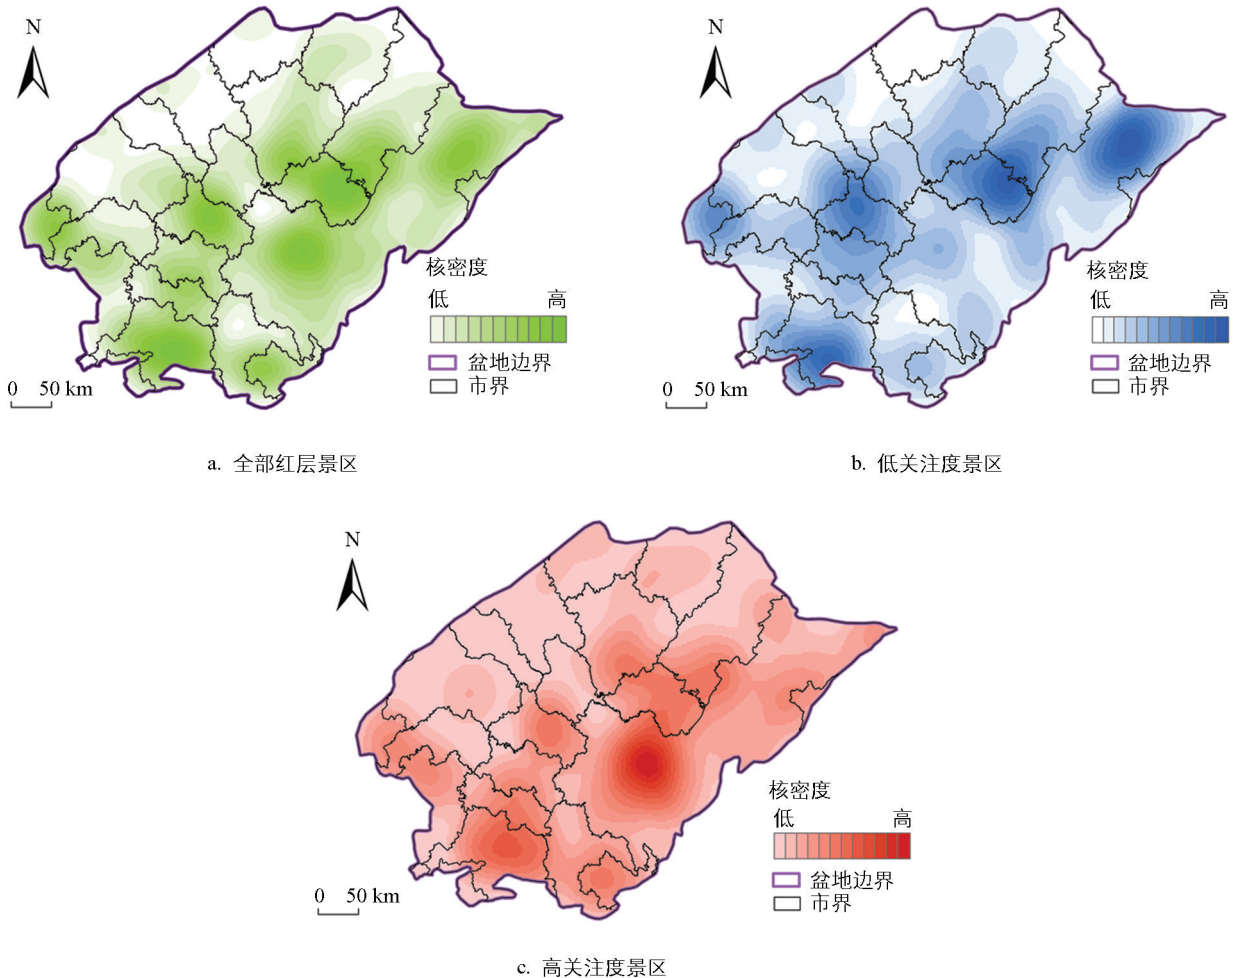 N
核密度
低 高
盆地边界
市界
0 50 km
a. 全部红层景区
N
核密度
低 高
盆地边界
市界
0 50 km
b. 低关注度景区
N
核密度
低 高
盆地边界
市界
0 50 km
c. 高关注度景区